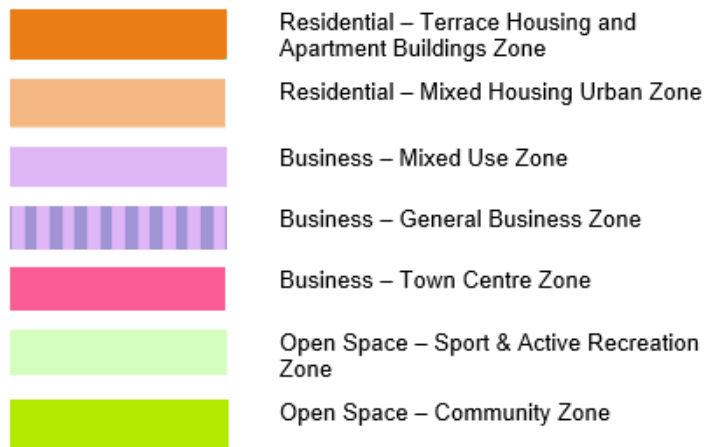 Residential – Terrace Housing and
Apartment Buildings Zone
Residential – Mixed Housing Urban Zone
Business – Mixed Use Zone
Business – General Business Zone
Business – Town Centre Zone
Open Space – Sport & Active Recreation
Zone
Open Space – Community Zone